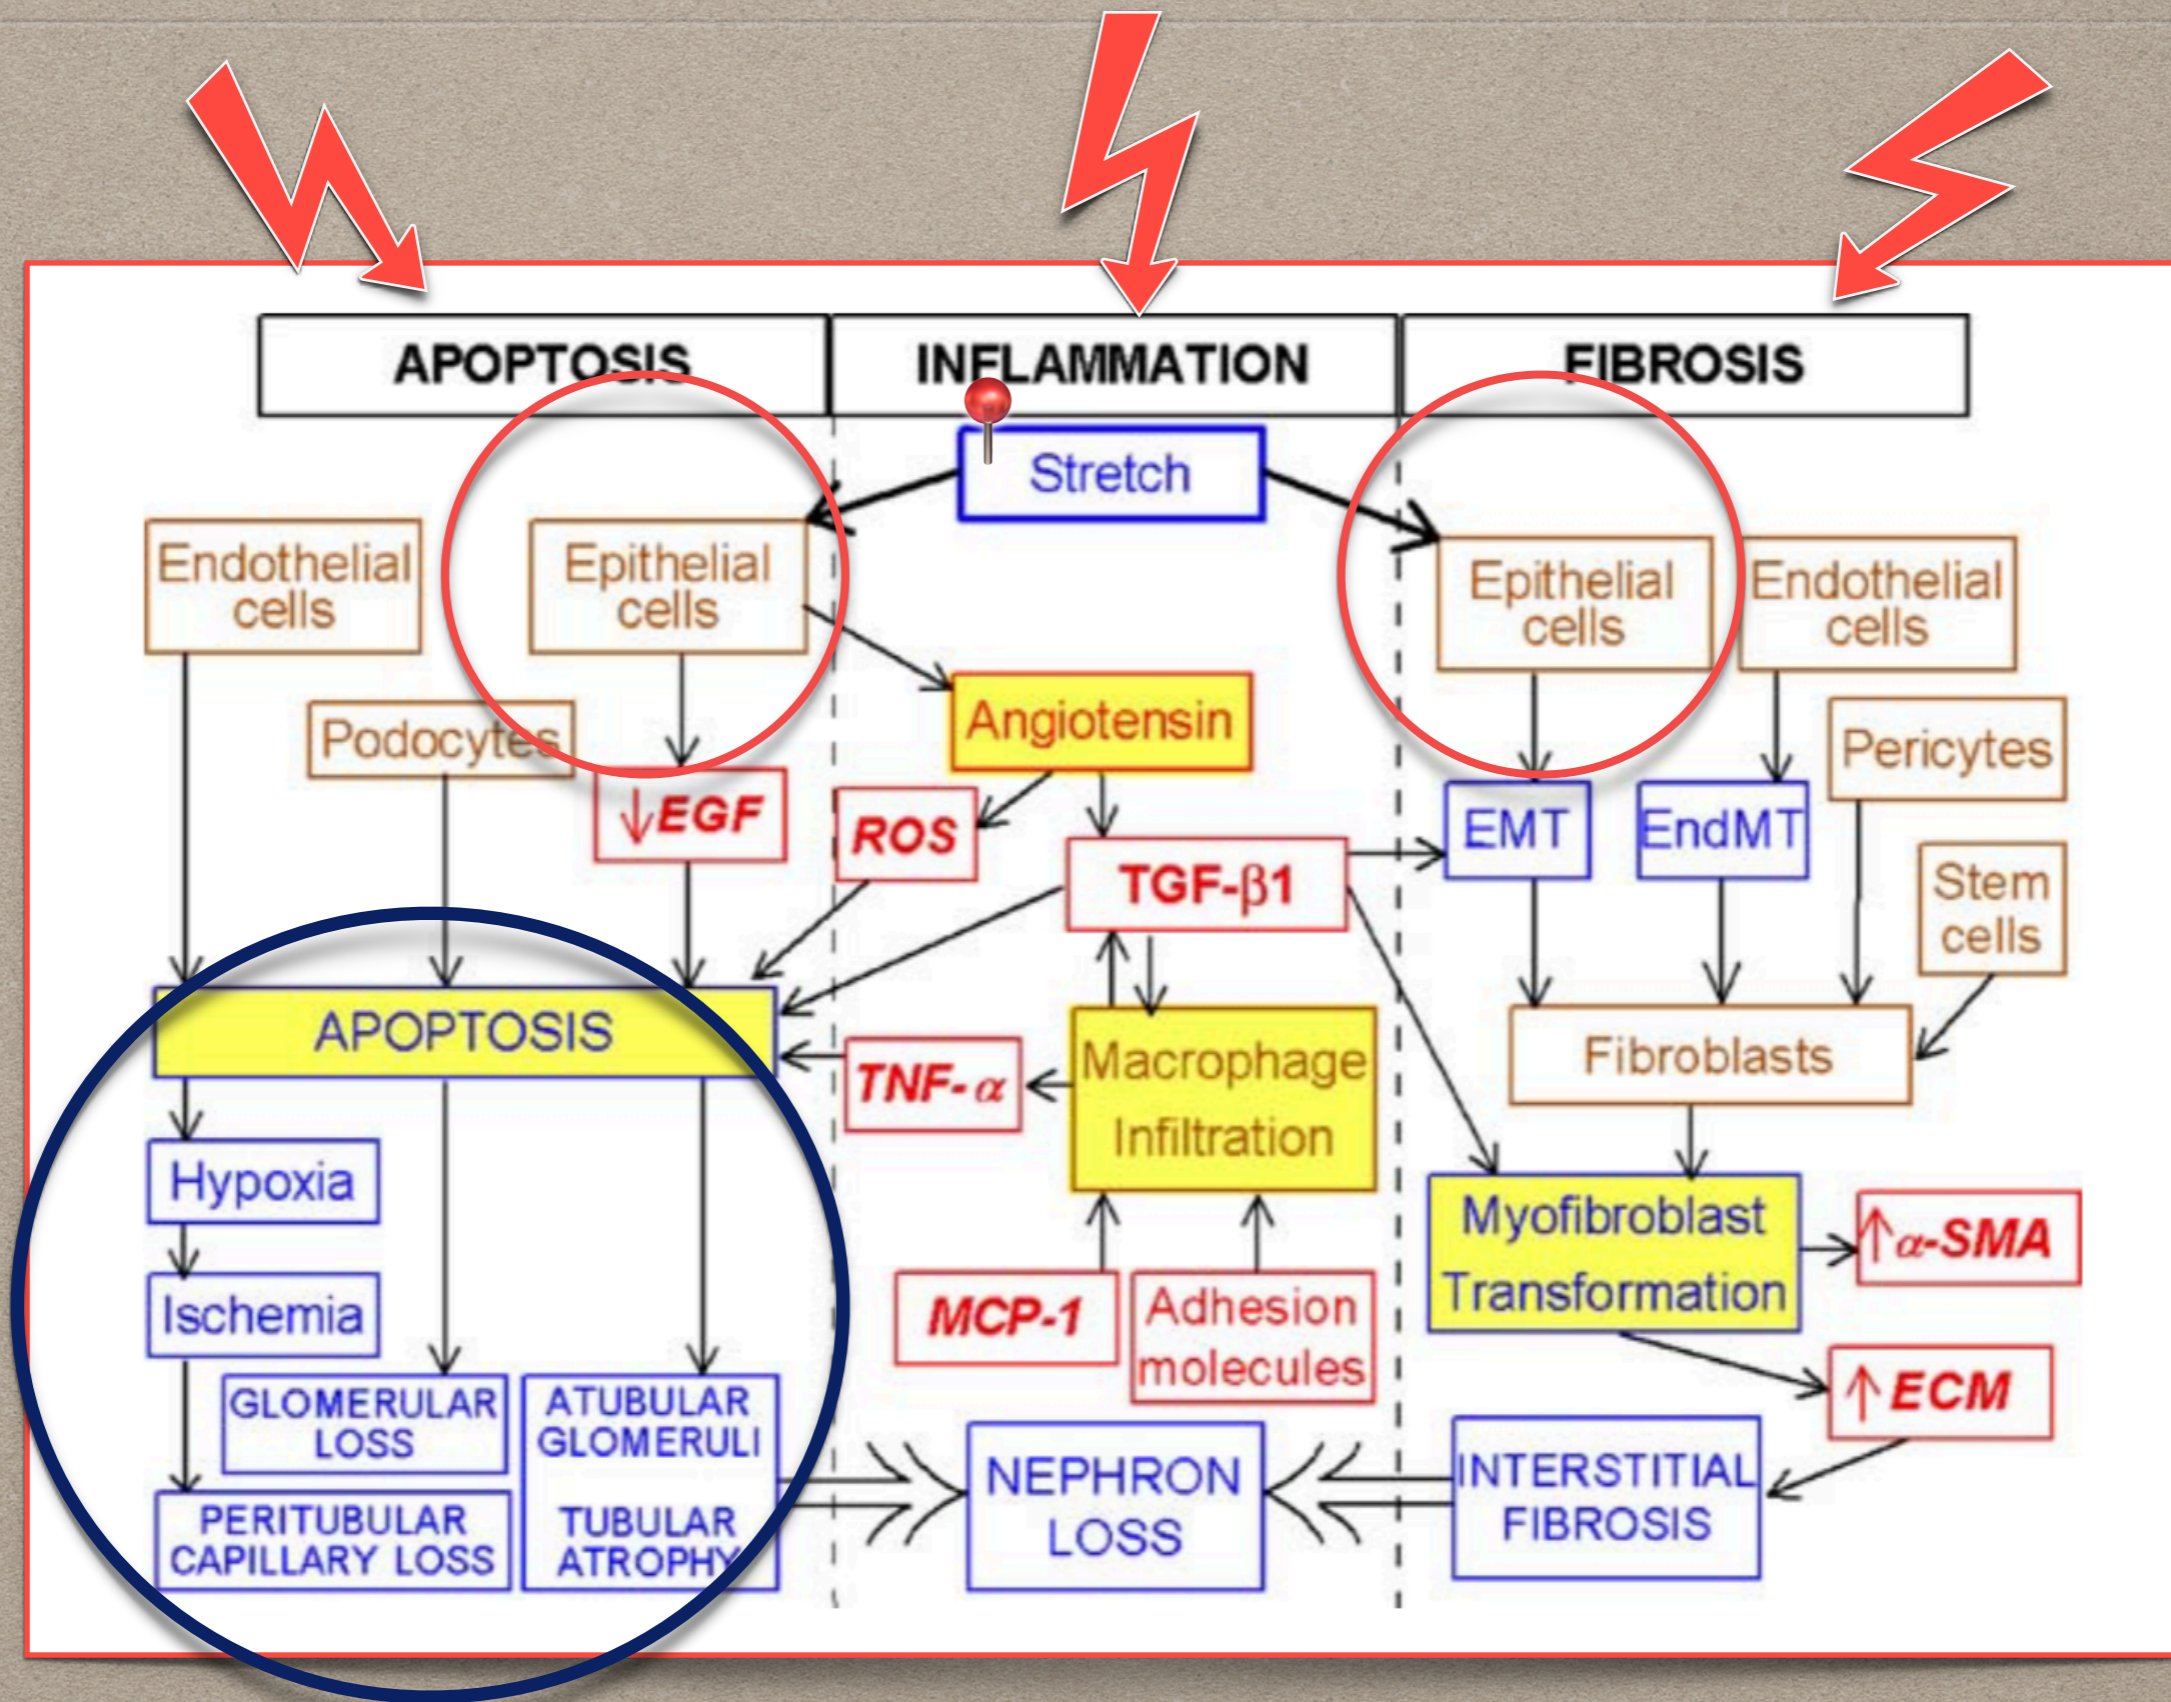 APOPTOSIS
INFLAMMATION
FIBROSIS
Stretch
Endothelial
cells
Epithelial
cells
Epithelial
cells
Endothelial
cells
Podocytes
Angiotensin
Pericytes
↓EGF
ROS
TGF-β1
EMT
EndMT
Stem
cells
APOPTOSIS
TNF-α
Macrophage
Infiltration
Fibroblasts
Hypoxia
Myofibroblast
Transformation
↑α-SMA
Ischemia
MCP-1
Adhesion
molecules
↑ECM
GLOMERULAR
LOSS
ATUBULAR
GLOMERULI
TUBULAR
ATROPHY
PERITUBULAR
CAPILLARY LOSS
NEPHRON
LOSS
INTERSTITIAL
FIBROSIS